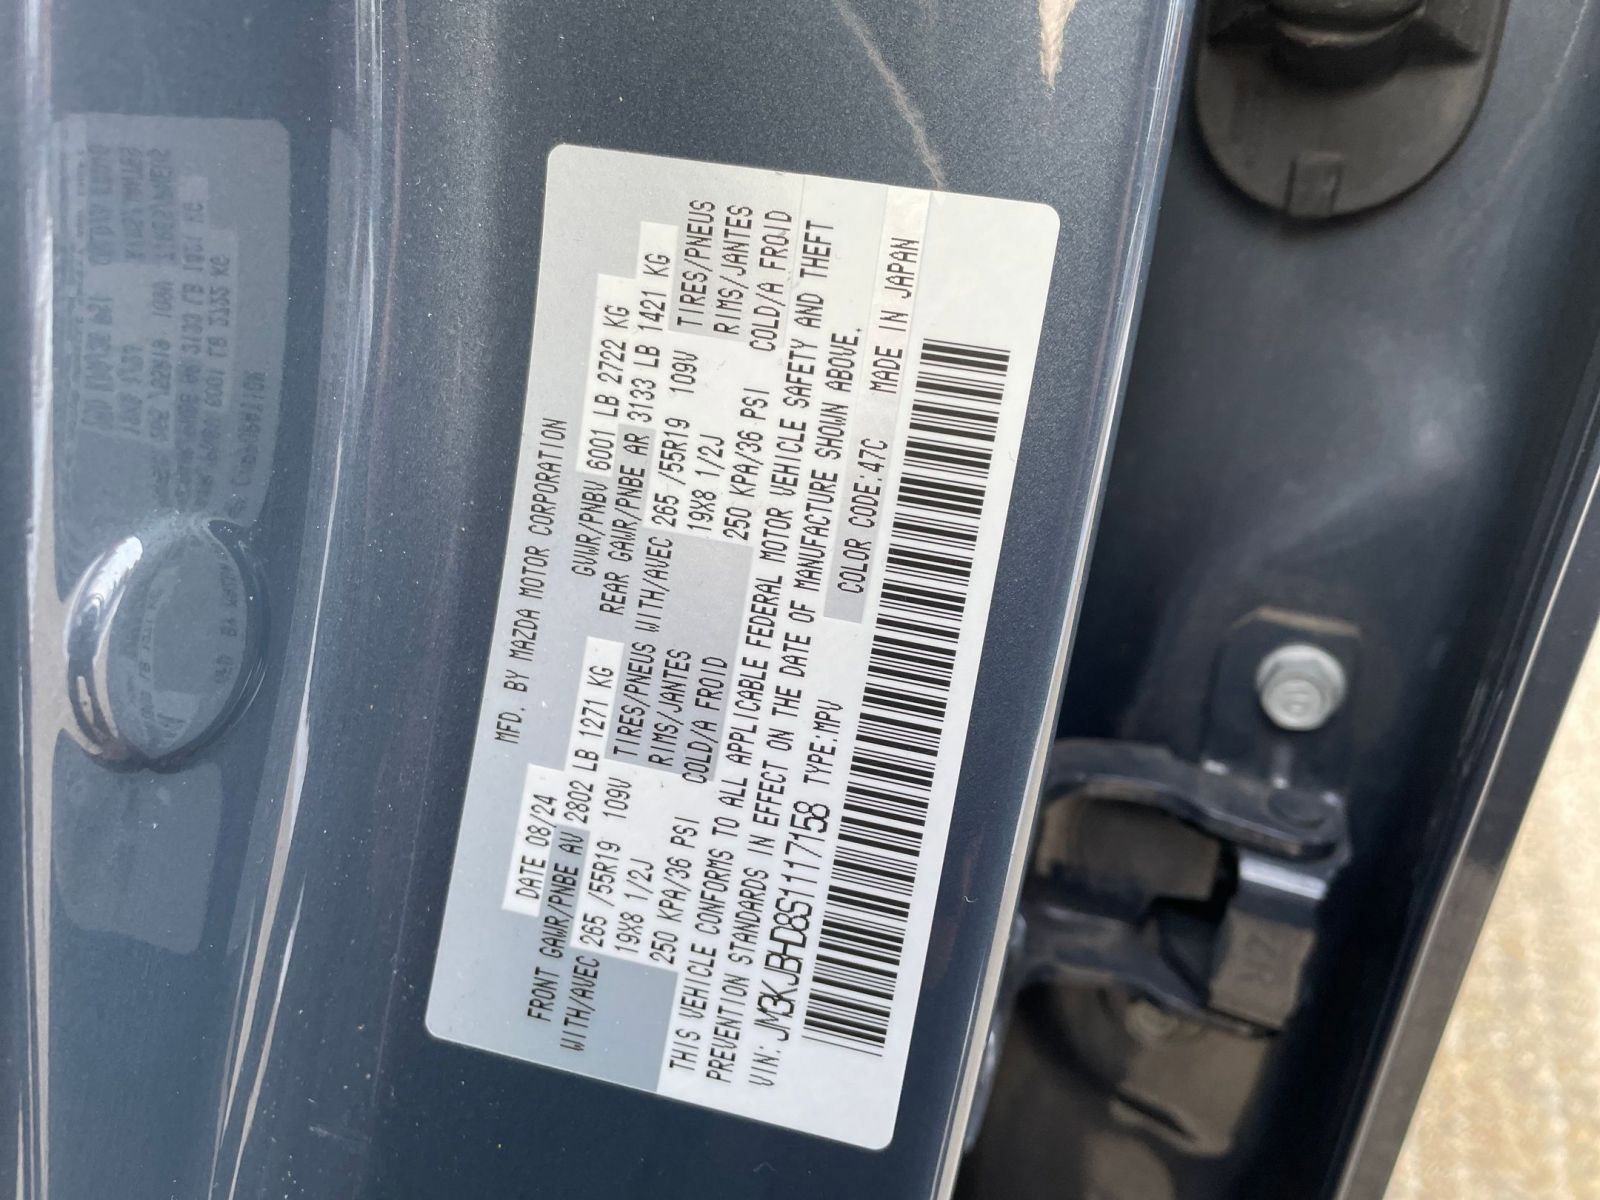 MFD. BY MAZDA MOTOR CORPORATION
DATE 08/24 GVWR/PNBV 6001 LB 2722 KG
FRONT GAWR/PNBE AV 2802 LB 1271 KG REAR GAWR/PNBE AR 3133 LB 1421 KG
WITH/AVEC 265 /55R19 109V TIRES/PNEUS WITH/AVEC 265 /55R19 109V TIRES/PNEUS
19X8 1/2J RIMS/JANTES 19X8 1/2J RIMS/JANTES
250 KPA/36 PSI COLD/A FROID 250 KPA/36 PSI COLD/A FROID
THIS VEHICLE CONFORMS TO ALL APPLICABLE FEDERAL MOTOR VEHICLE SAFETY AND THEFT
PREVENTION STANDARDS IN EFFECT ON THE DATE OF MANUFACTURE SHOWN ABOVE.
VIN: JM3KJBHD8S1117158 TYPE:MPV COLOR CODE:47C MADE IN JAPAN